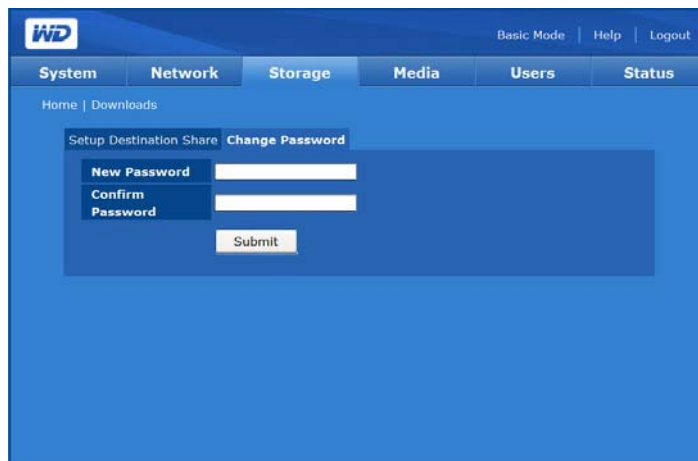 WD
Basic Mode | Help | Logout
System Network Storage Media Users Status
Home | Downloads
Setup Destination Share Change Password
New Password
Confirm
Password
Submit